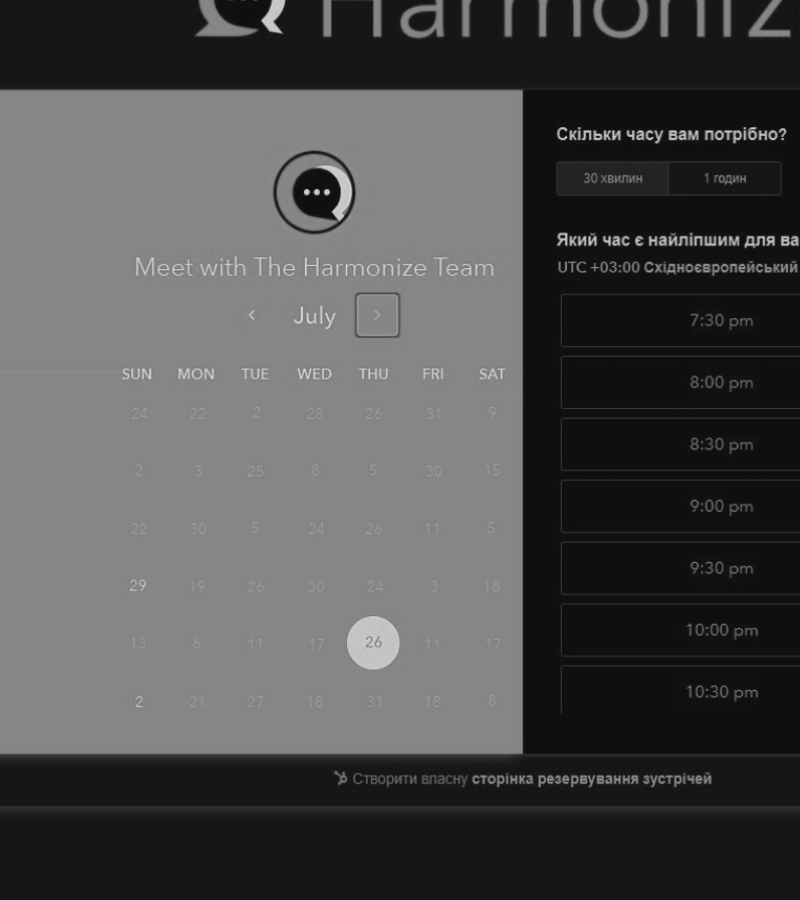 Harmoniz
Meet with The Harmonize Team
July
SUN MON TUE WED THU FRI SAT
24 22 2 28 26 31 9
2 3 25 8 5 30 15
22 30 5 24 26 11 5
29 19 26 30 24 3 18
13 6 11 17 26 11 17
2 21 27 18 31 18 8
Скільки часу вам потрібно?
30 хвилин 1 годин
Який час є найліпшим для ва
UTC +03:00 Східноєвропейський
7:30 pm
8:00 pm
8:30 pm
9:00 pm
9:30 pm
10:00 pm
10:30 pm
Створити власну сторінка резервування зустрічей